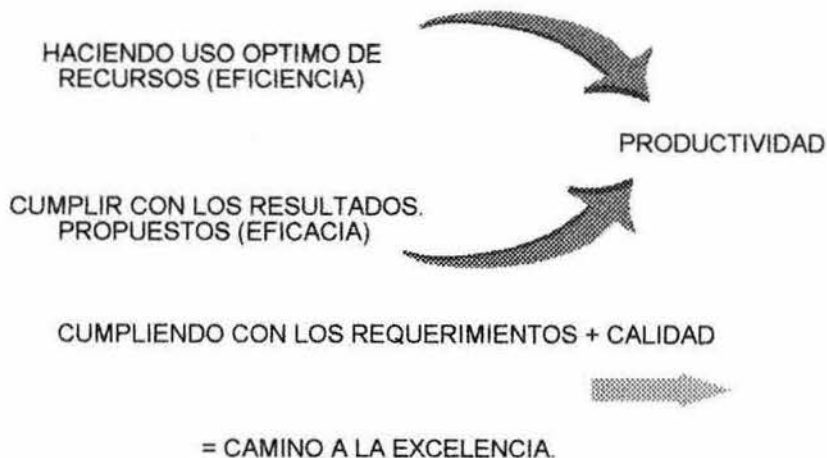 HACIENDO USO OPTIMO DE
RECURSOS (EFICIENCIA)
PRODUCTIVIDAD
CUMPLIR CON LOS RESULTADOS.
PROPUESTOS (EFICACIA)
CUMPLIENDO CON LOS REQUERIMIENTOS + CALIDAD
= CAMINO A LA EXCELENCIA.